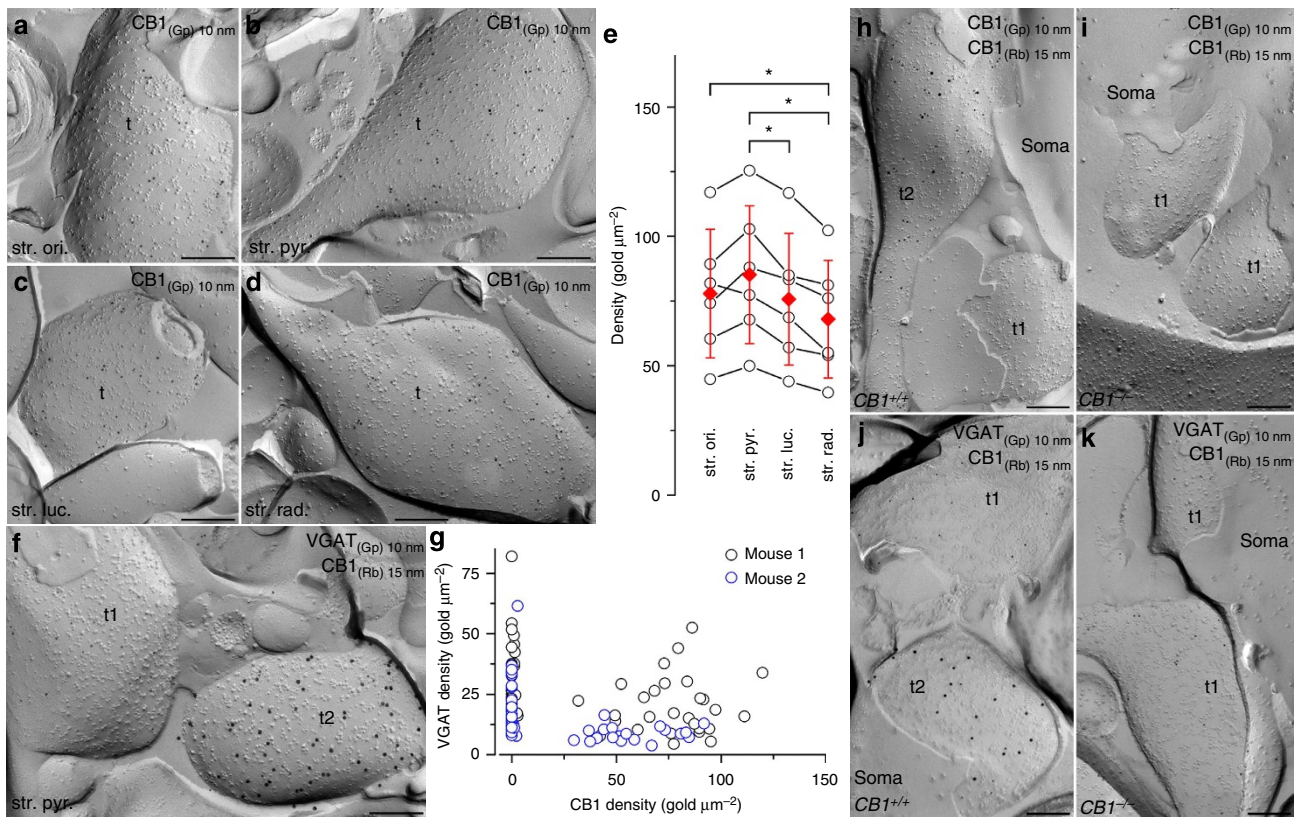 a
CB1(Gp) 10 nm
t
str. ori.
b
CB1(Gp) 10 nm
t
str. pyr.
c
CB1(Gp) 10 nm
t
str. luc.
d
CB1(Gp) 10 nm
t
str. rad.
e
Density (gold μm−2)
150
100
50
0
*
*
*
str. ori.
str. pyr.
str. luc.
str. rad.
f
VGAT(Gp) 10 nm
CB1(Rb) 15 nm
t1
t2
str. pyr.
g
VGAT density (gold μm−2)
75
50
25
0
Mouse 1
Mouse 2
0 50 100 150
CB1 density (gold μm−2)
h
CB1(Gp) 10 nm
CB1(Rb) 15 nm
Soma
t2
t1
CB1+/+
i
CB1(Gp) 10 nm
CB1(Rb) 15 nm
Soma
t1
t1
CB1−/−
j
VGAT(Gp) 10 nm
CB1(Rb) 15 nm
t1
t2
Soma
CB1+/+
k
VGAT(Gp) 10 nm
CB1(Rb) 15 nm
t1
Soma
t1
CB1−/−